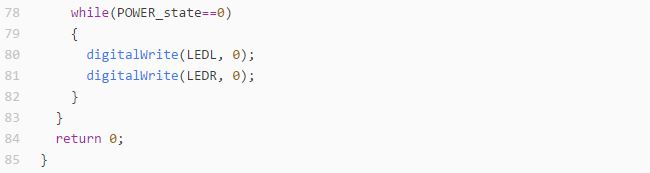 78 while(POWER_state==0)
79 {
80 digitalWrite(LEDL, 0);
81 digitalWrite(LEDR, 0);
82 }
83 }
84 return 0;
85 }